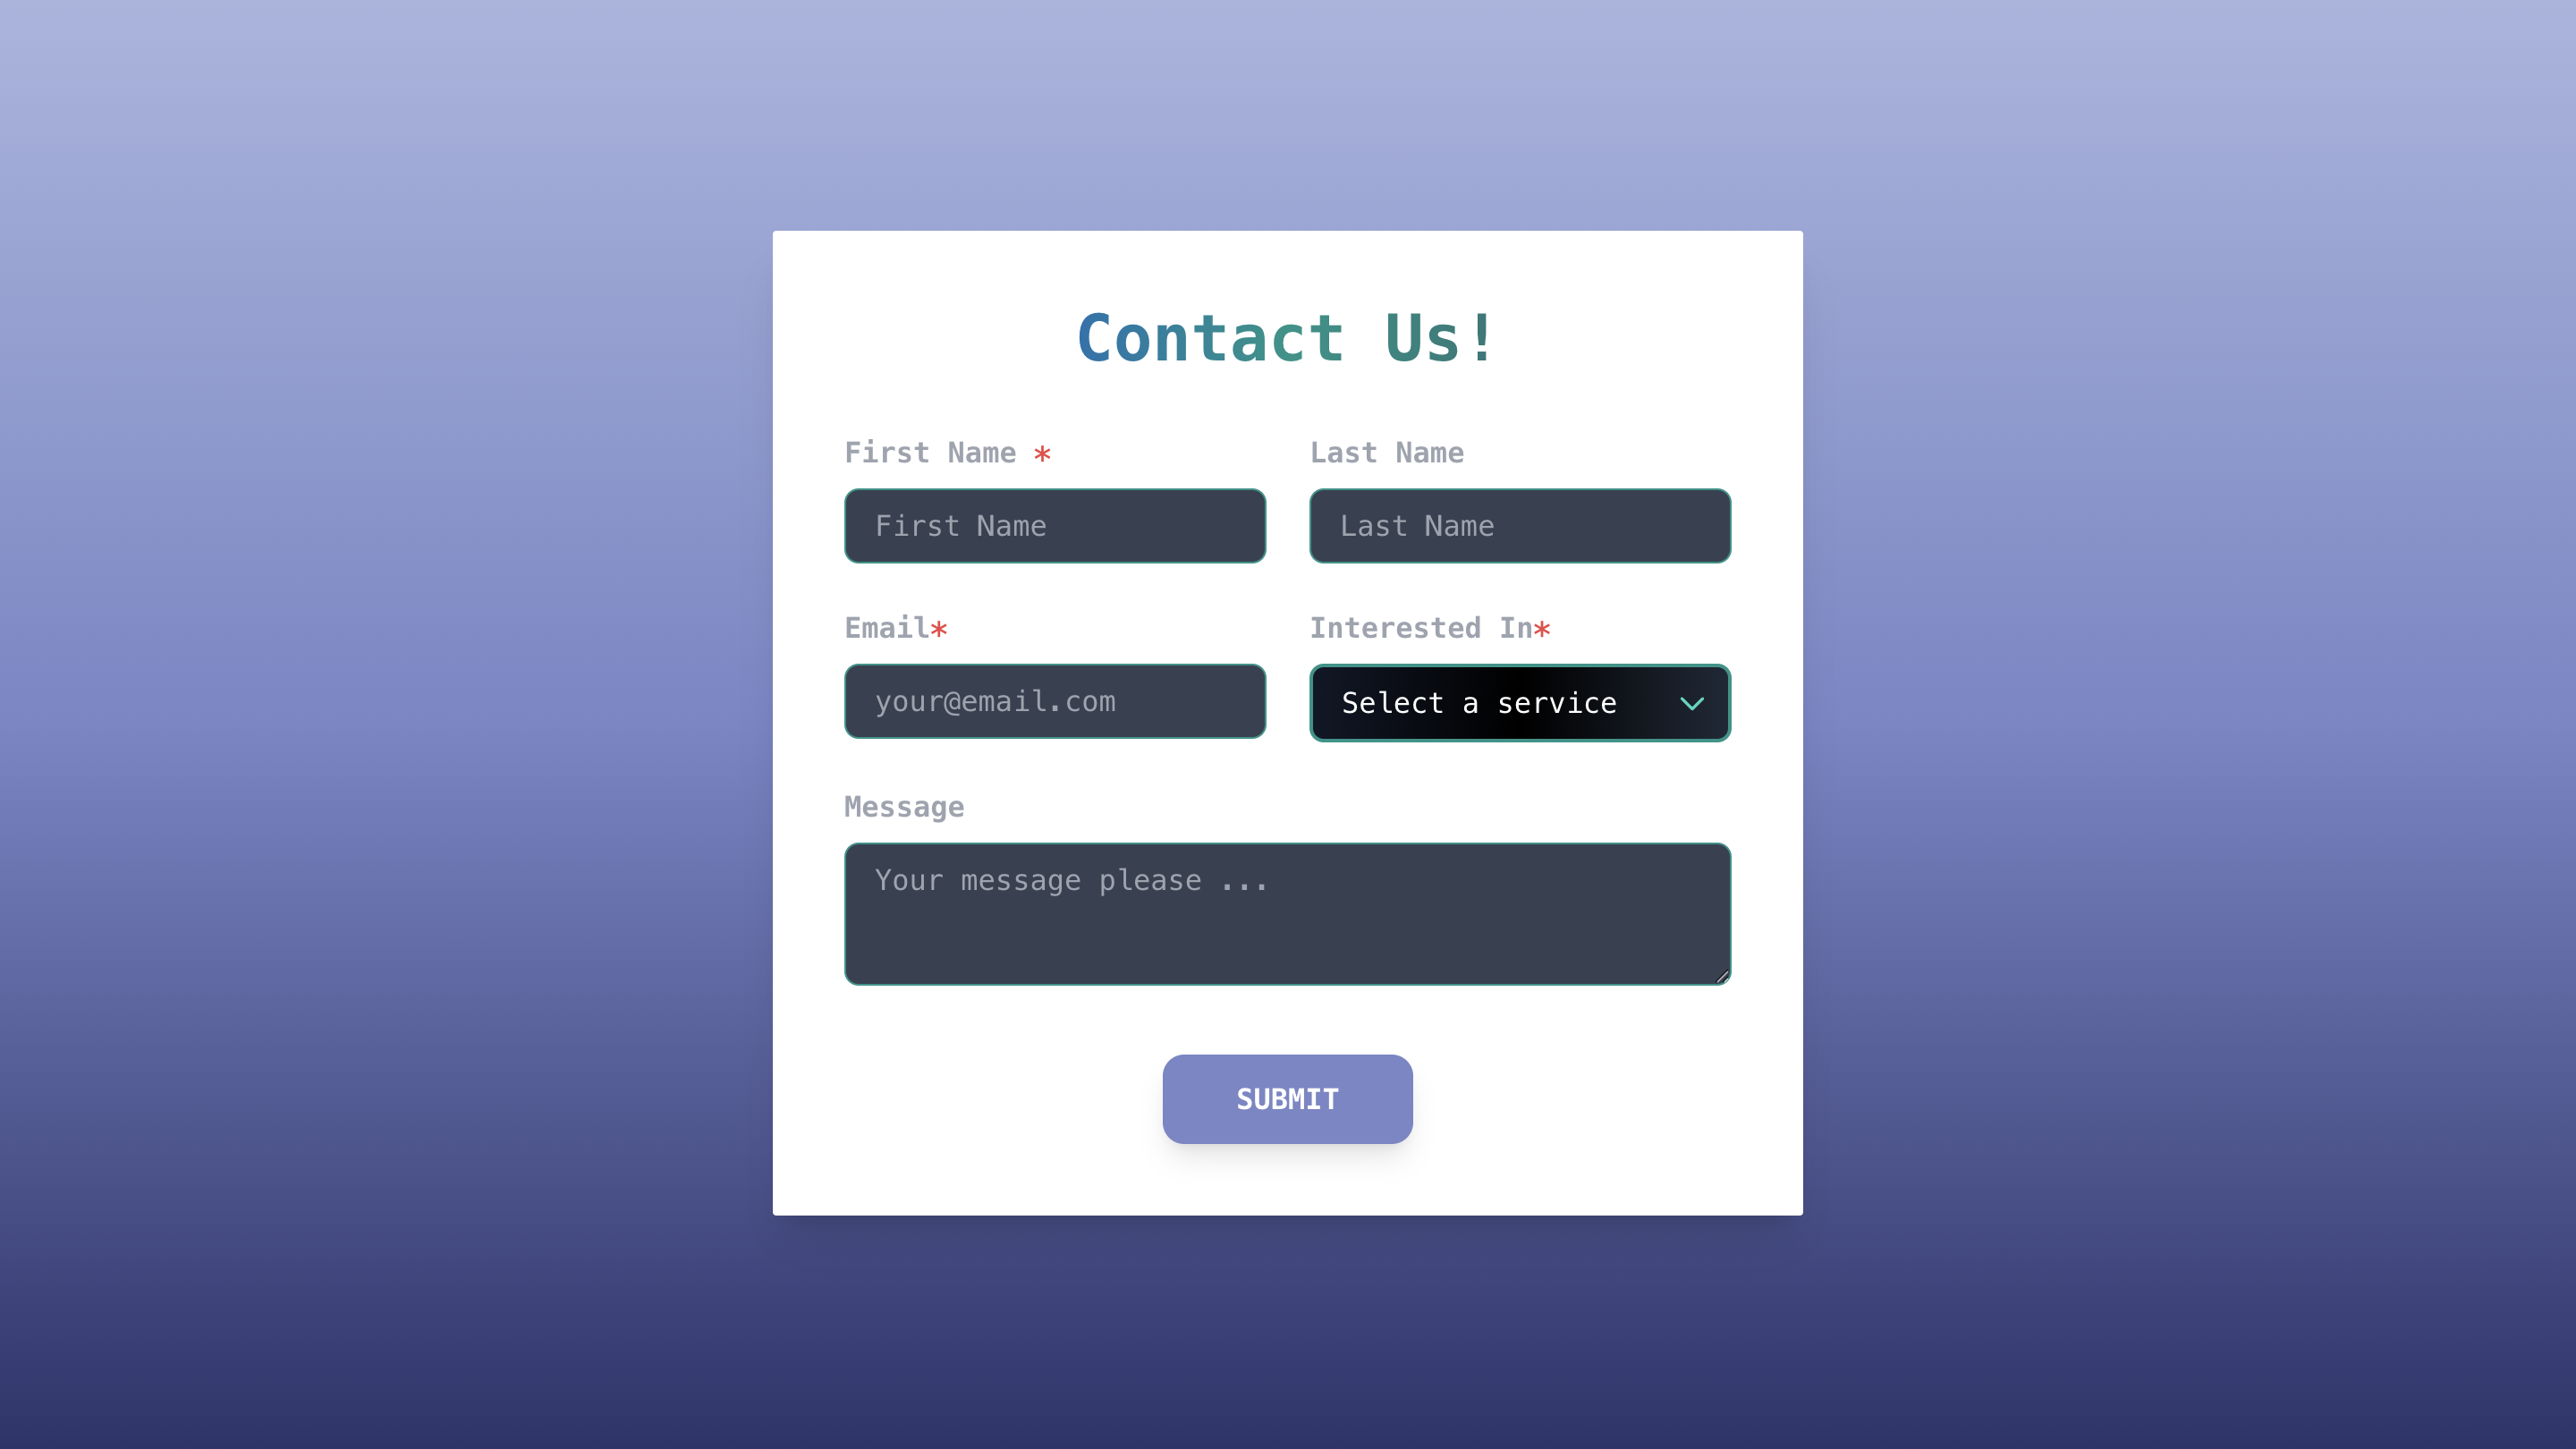 Contact Us!
First Name *
Last Name
First Name
Last Name
Email*
Interested In*
your@email.com
Select a service
Message
Your message please ...
SUBMIT